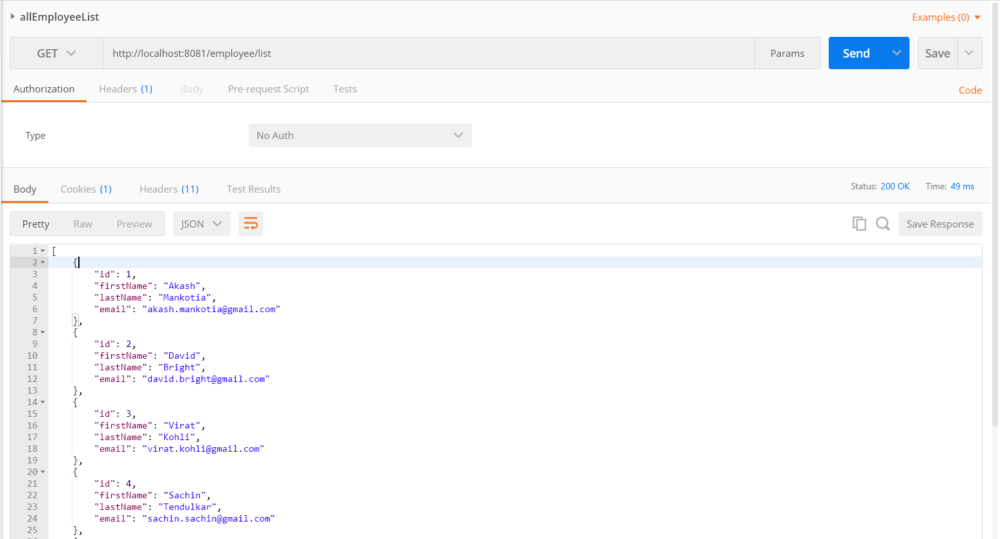 allEmployeeList
Examples (0)
GET
http://localhost:8081/employee/list
Params
Send
Save
Authorization
Headers (1)
Body
Pre-request Script
Tests
Code
Type
No Auth
Body
Cookies (1)
Headers (11)
Test Results
Status: 200 OK
Time: 49 ms
Pretty
Raw
Preview
JSON
Save Response
1 [
2 {
3 "id": 1,
4 "firstName": "Akash",
5 "lastName": "Mankotia",
6 "email": "akash.mankotia@gmail.com"
7 },
8 {
9 "id": 2,
10 "firstName": "David",
11 "lastName": "Bright",
12 "email": "david.bright@gmail.com"
13 },
14 {
15 "id": 3,
16 "firstName": "Virat",
17 "lastName": "Kohli",
18 "email": "virat.kohli@gmail.com"
19 },
20 {
21 "id": 4,
22 "firstName": "Sachin",
23 "lastName": "Tendulkar",
24 "email": "sachin.sachin@gmail.com"
25 },